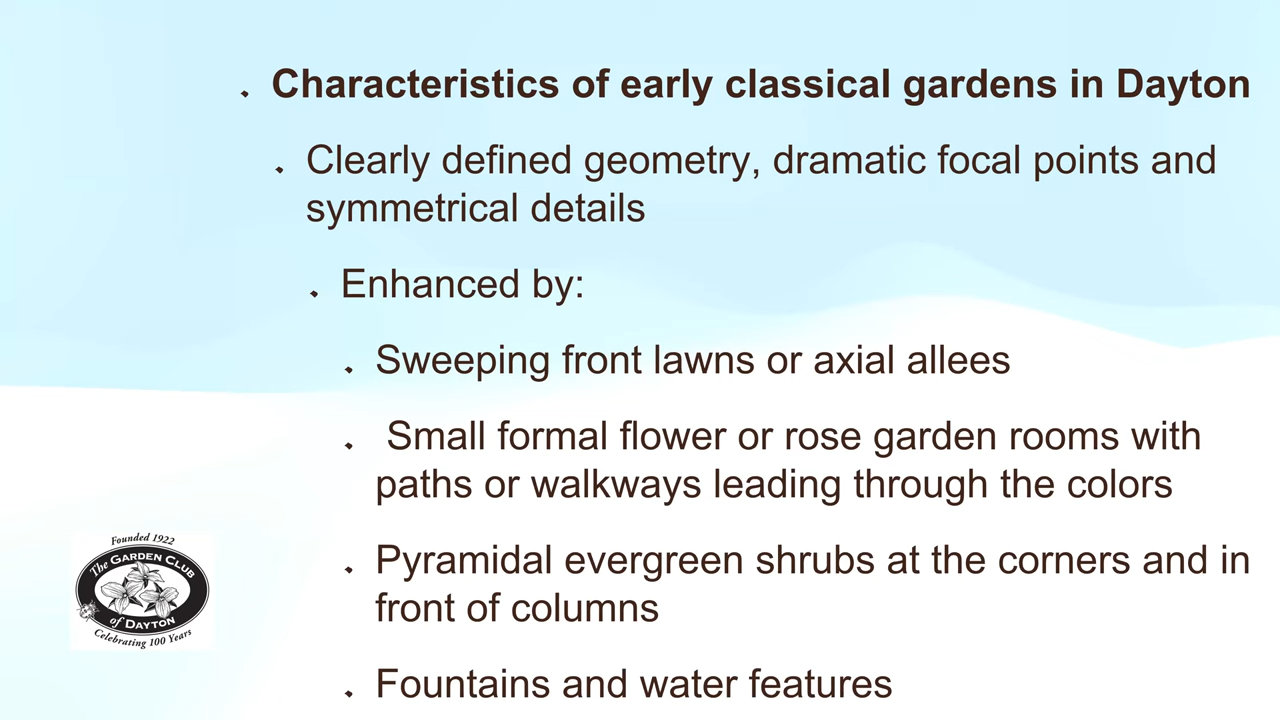 Characteristics of early classical gardens in Dayton
Clearly defined geometry, dramatic focal points and
symmetrical details
Enhanced by:
Sweeping front lawns or axial allees
Small formal flower or rose garden rooms with
paths or walkways leading through the colors
Pyramidal evergreen shrubs at the corners and in
front of columns
Fountains and water features
Founded 1922
The GARDEN CLUB
of DAYTON
Celebrating 100 Years